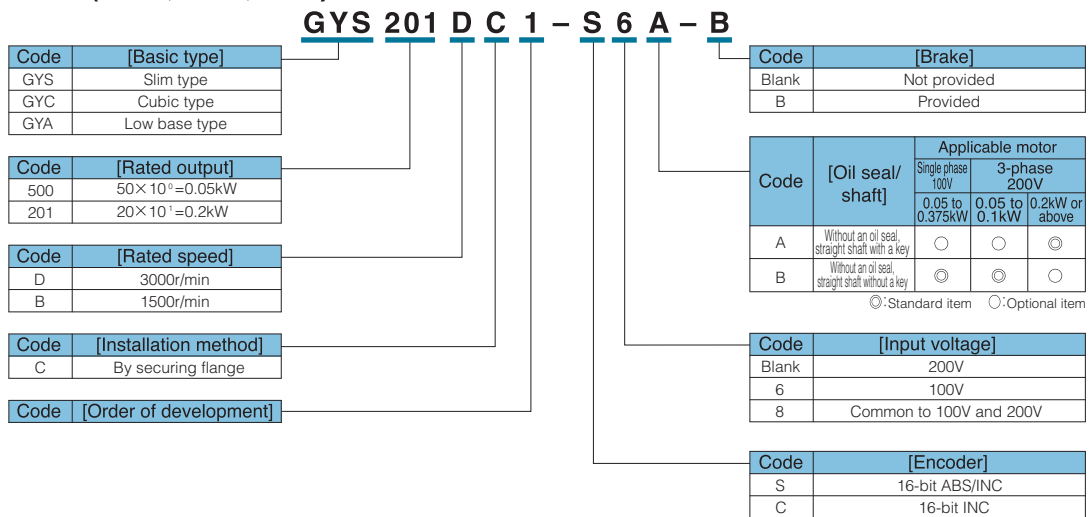 GYS 201 D C 1 – S 6 A – B
Code [Basic type]
GYS Slim type
GYC Cubic type
GYA Low base type
Code [Rated output]
500 50×10⁰=0.05kW
201 20×10¹=0.2kW
Code [Rated speed]
D 3000r/min
B 1500r/min
Code [Installation method]
C By securing flange
Code [Order of development]
Code [Brake]
Blank Not provided
B Provided
Code [Oil seal/ shaft] Applicable motor
Single phase 100V 3-phase 200V
0.05 to 0.375kW 0.05 to 0.1kW 0.2kW or above
A Without an oil seal, straight shaft with a key ○ ○ ◎
B Without an oil seal, straight shaft without a key ◎ ◎ ○
◎:Standard item ○:Optional item
Code [Input voltage]
Blank 200V
6 100V
8 Common to 100V and 200V
Code [Encoder]
S 16-bit ABS/INC
C 16-bit INC